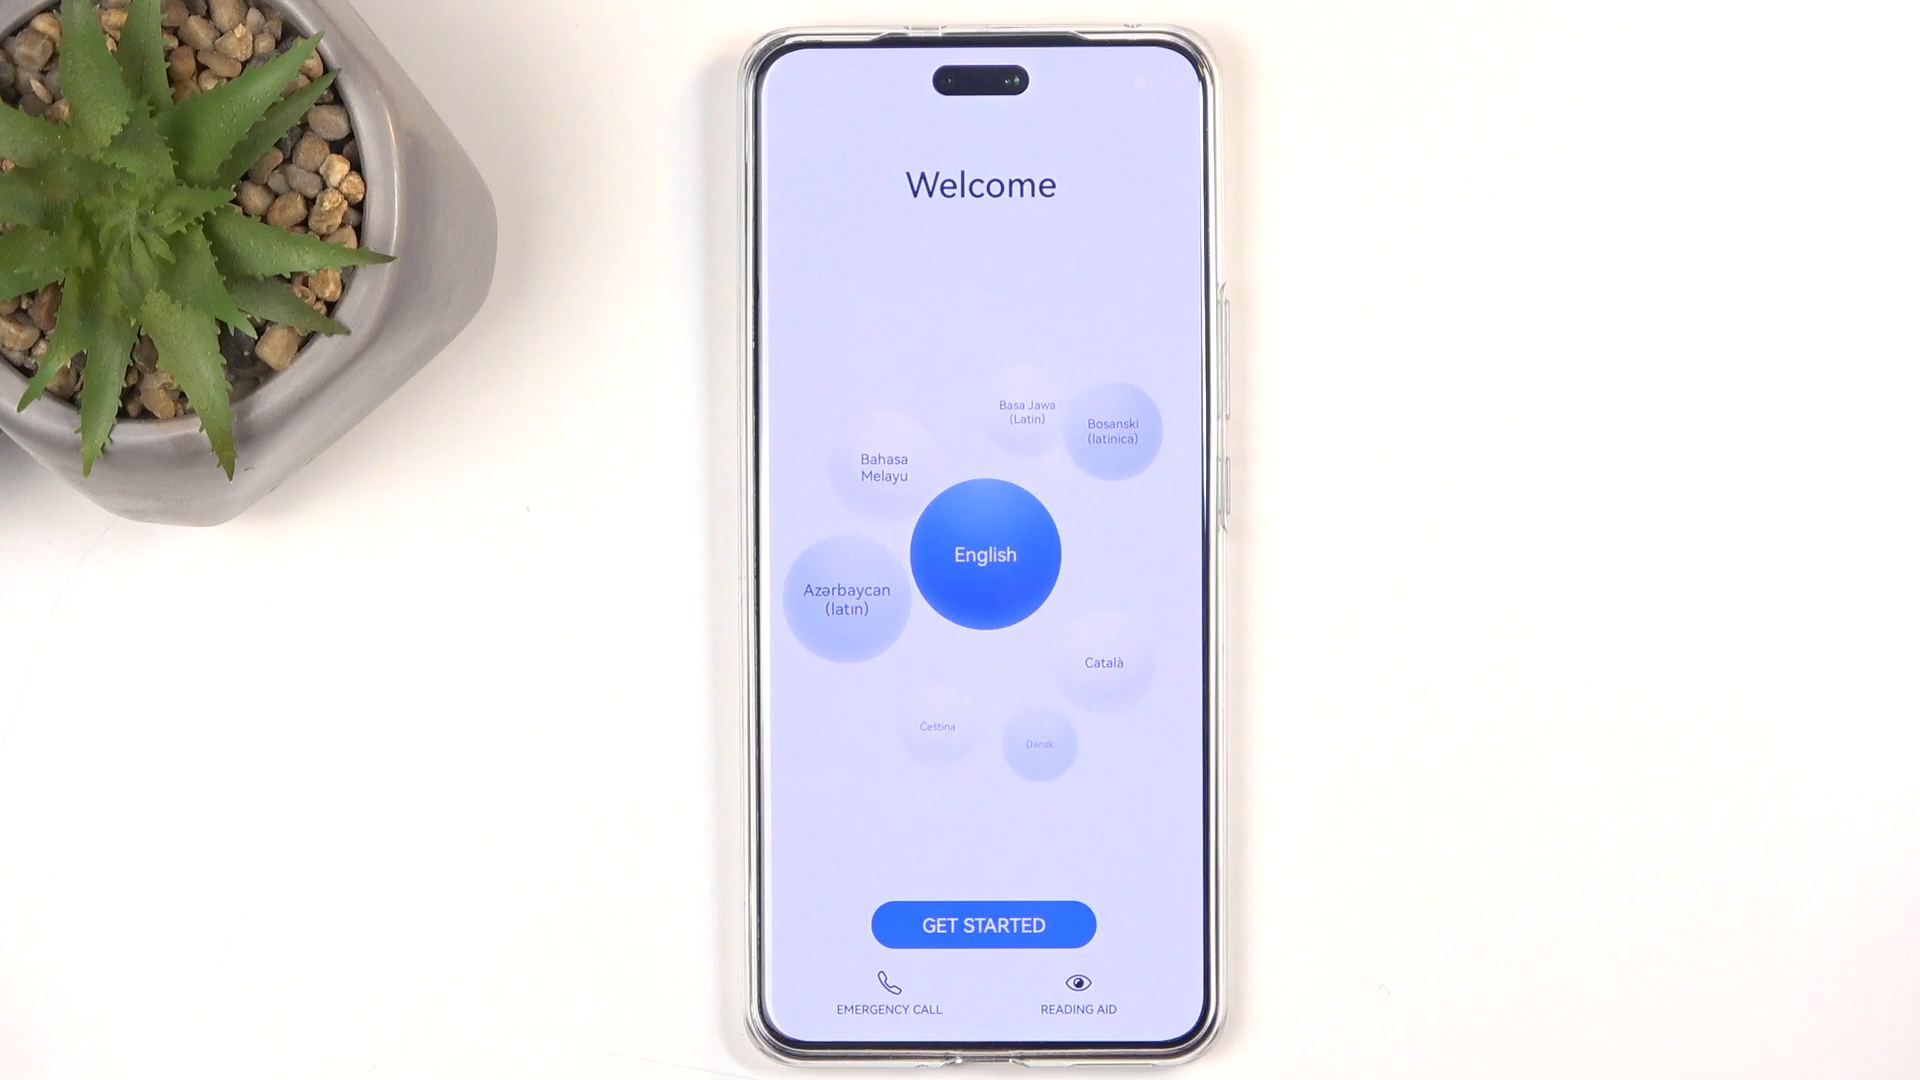 Welcome
Basa Jawa
(Latin)
Bosanski
(latinica)
Bahasa
Melayu
English
Azərbaycan
(latın)
Català
Čeština
Dansk
GET STARTED
EMERGENCY CALL
READING AID